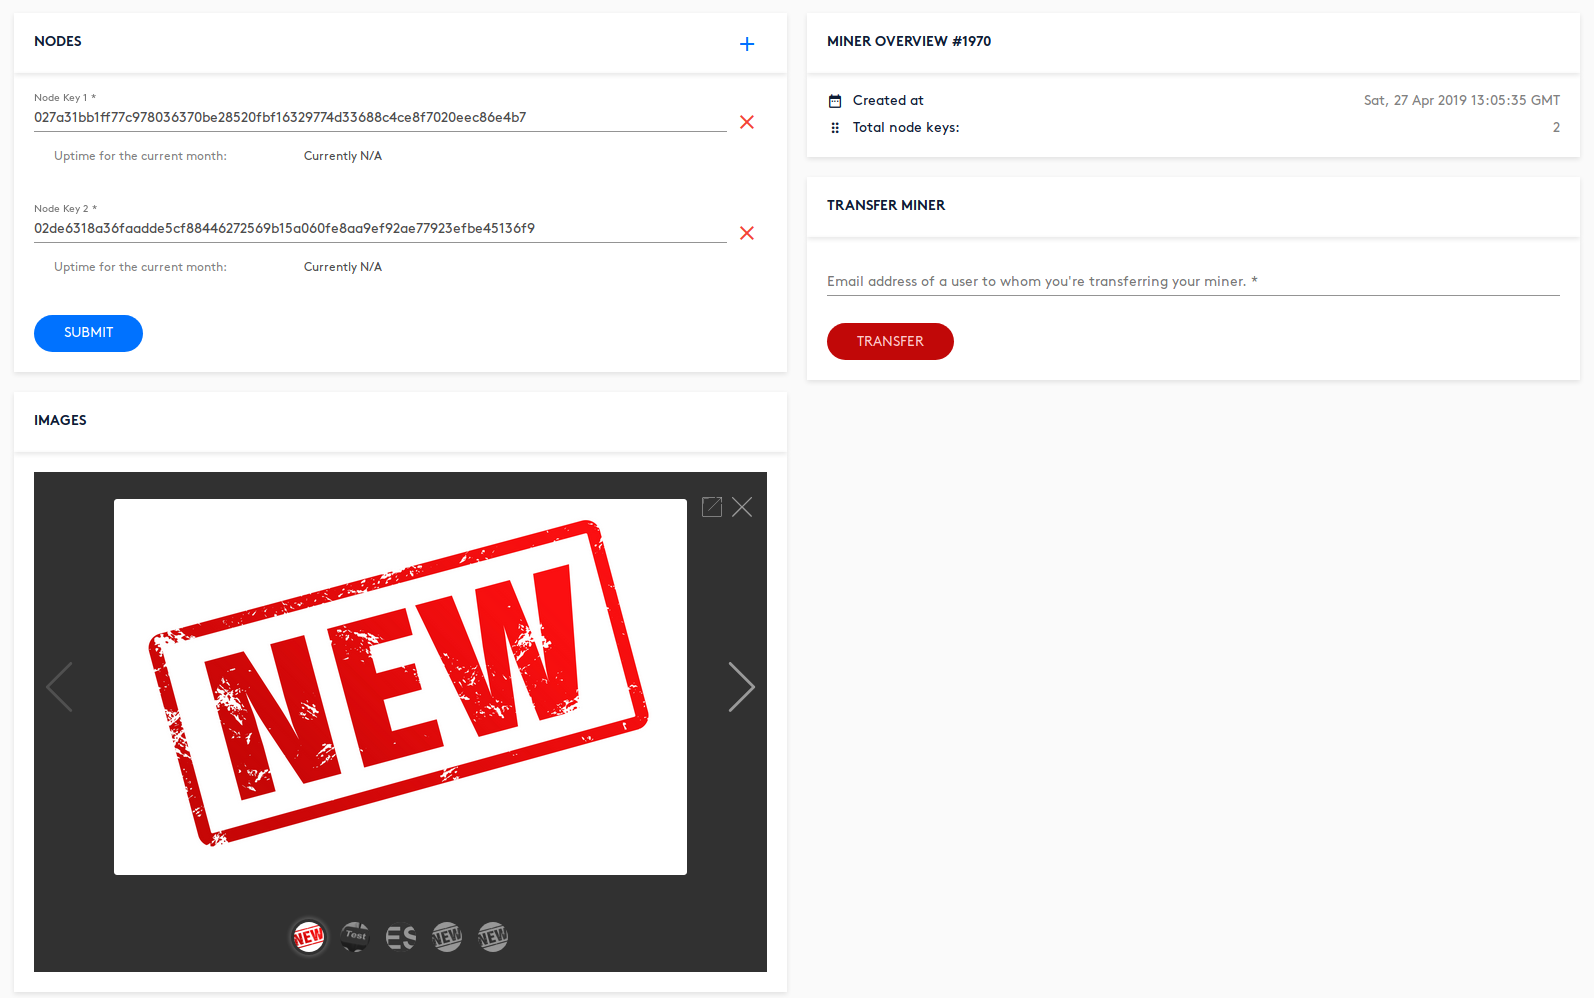 NODES
Node Key 1 *
027a31bb1ff77c978036370be28520fbf16329774d33688c4ce8f7020eec86e4b7
Uptime for the current month: Currently N/A
Node Key 2 *
02de6318a36faadde5cf88446272569b15a060fe8aa9ef92ae77923efbe45136f9
Uptime for the current month: Currently N/A
SUBMIT
IMAGES
NEW
NEW
Test
ES
NEW
NEW
MINER OVERVIEW #1970
Created at Sat, 27 Apr 2019 13:05:35 GMT
Total node keys: 2
TRANSFER MINER
Email address of a user to whom you're transferring your miner. *
TRANSFER